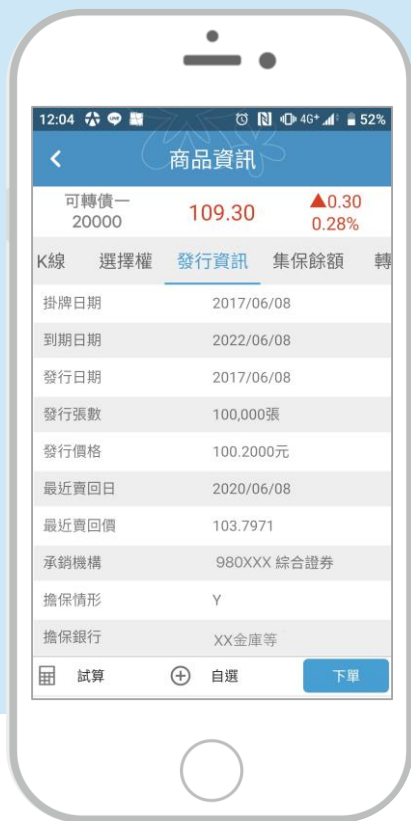 12:04 4G+ 52%
商品資訊
可轉債一 109.30 ▲0.30
20000 0.28%
K線 選擇權 發行資訊 集保餘額 轉
掛牌日期 2017/06/08
到期日期 2022/06/08
發行日期 2017/06/08
發行張數 100,000張
發行價格 100.2000元
最近賣回日 2020/06/08
最近賣回價 103.7971
承銷機構 980XXX 綜合證券
擔保情形 Y
擔保銀行 XX金庫等
試算 自選 下單